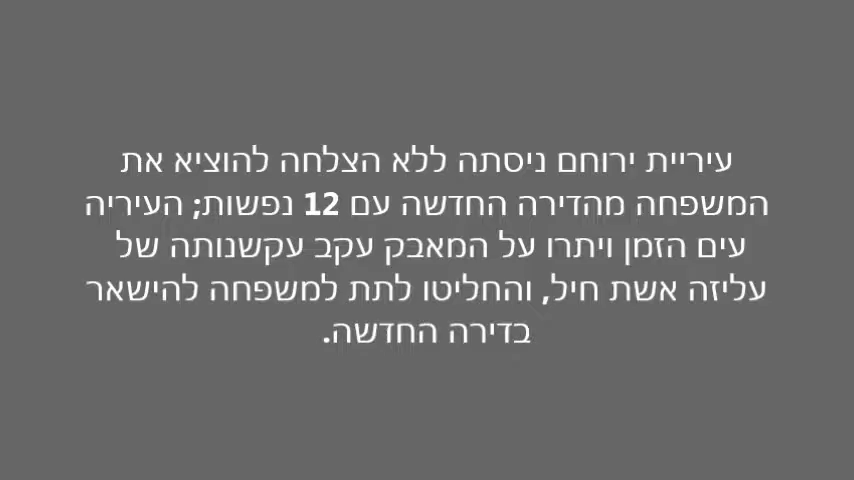 עיריית ירוחם ניסתה ללא הצלחה להוציא את
המשפחה מהדירה החדשה עם 12 נפשות; העיריה
עים הזמן ויתרו על המאבק עקב עקשנותה של
עליזה אשת חיל, והחליטו לתת למשפחה להישאר
בדירה החדשה.